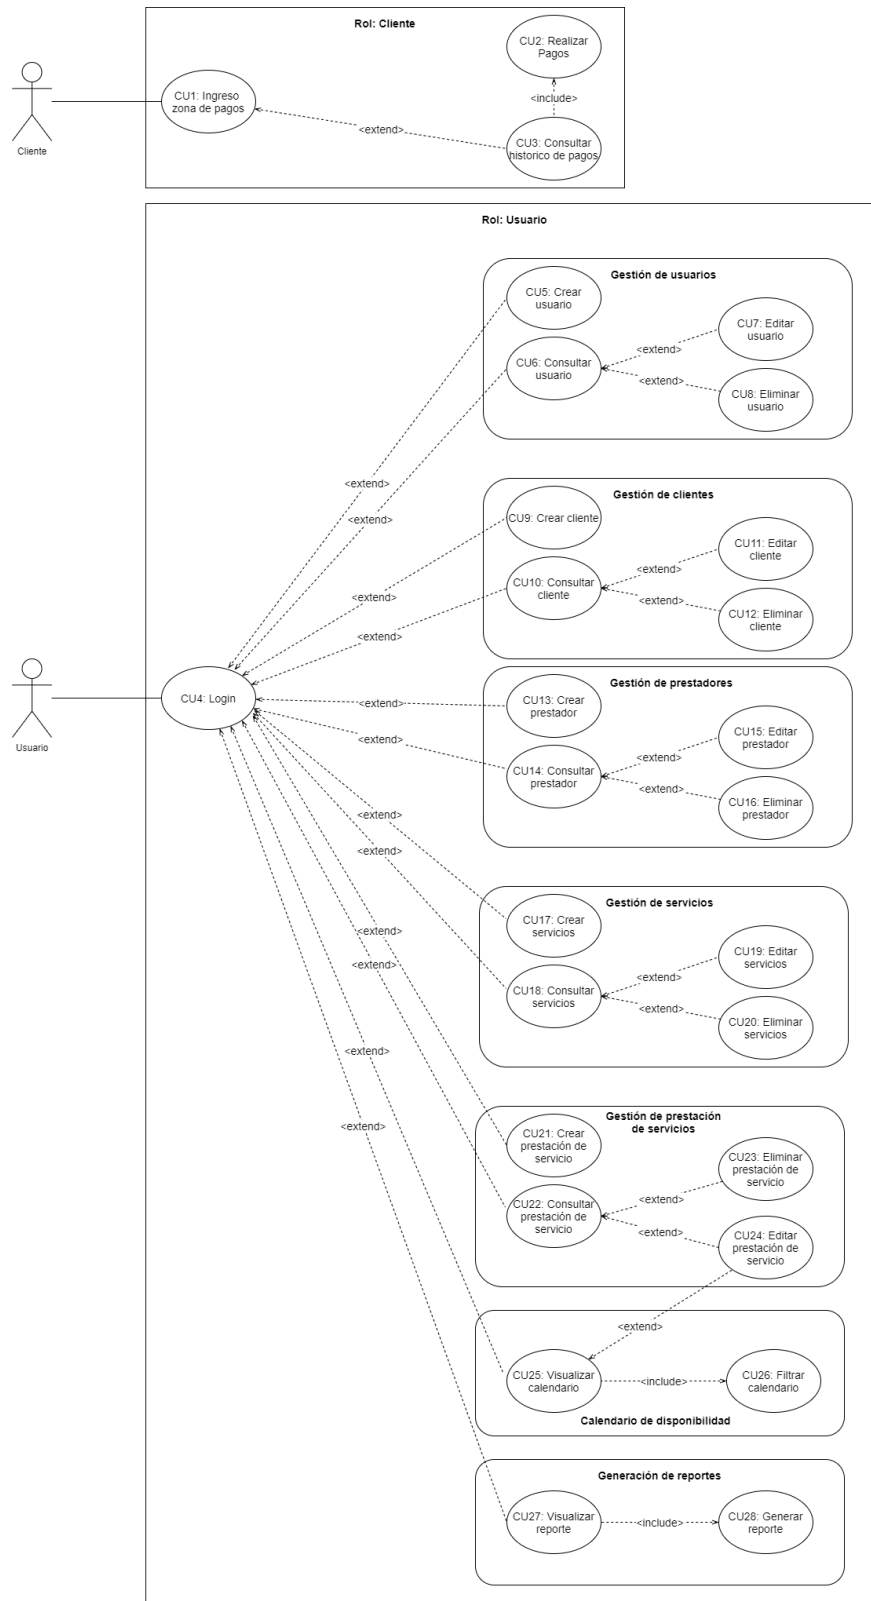 Rol: Cliente
CU2: Realizar
Pagos
CU1: Ingreso
zona de pagos
<include>
<extend>
CU3: Consultar
historico de pagos
Cliente
Rol: Usuario
Gestión de usuarios
CU5: Crear
usuario
CU7: Editar
usuario
<extend>
CU6: Consultar
usuario
<extend>
CU8: Eliminar
usuario
<extend>
<extend>
Gestión de clientes
CU9: Crear cliente
CU11: Editar
cliente
<extend>
CU10: Consultar
cliente
<extend>
CU12: Eliminar
cliente
<extend>
<extend>
Usuario
CU4: Login
Gestión de prestadores
CU13: Crear
prestador
<extend>
CU15: Editar
prestador
<extend>
<extend>
CU14: Consultar
prestador
<extend>
CU16: Eliminar
prestador
<extend>
<extend>
Gestión de servicios
CU17: Crear
servicios
CU19: Editar
servicios
<extend>
CU18: Consultar
servicios
<extend>
CU20: Eliminar
servicios
<extend>
<extend>
<extend>
<extend>
Gestión de prestación
de servicios
CU21: Crear
prestación de
servicio
CU23: Eliminar
prestación de
servicio
<extend>
CU22: Consultar
prestación de
servicio
<extend>
CU24: Editar
prestación de
servicio
<extend>
CU25: Visualizar
calendario
<include>
CU26: Filtrar
calendario
Calendario de disponibilidad
Generación de reportes
CU27: Visualizar
reporte
<include>
CU28: Generar
reporte